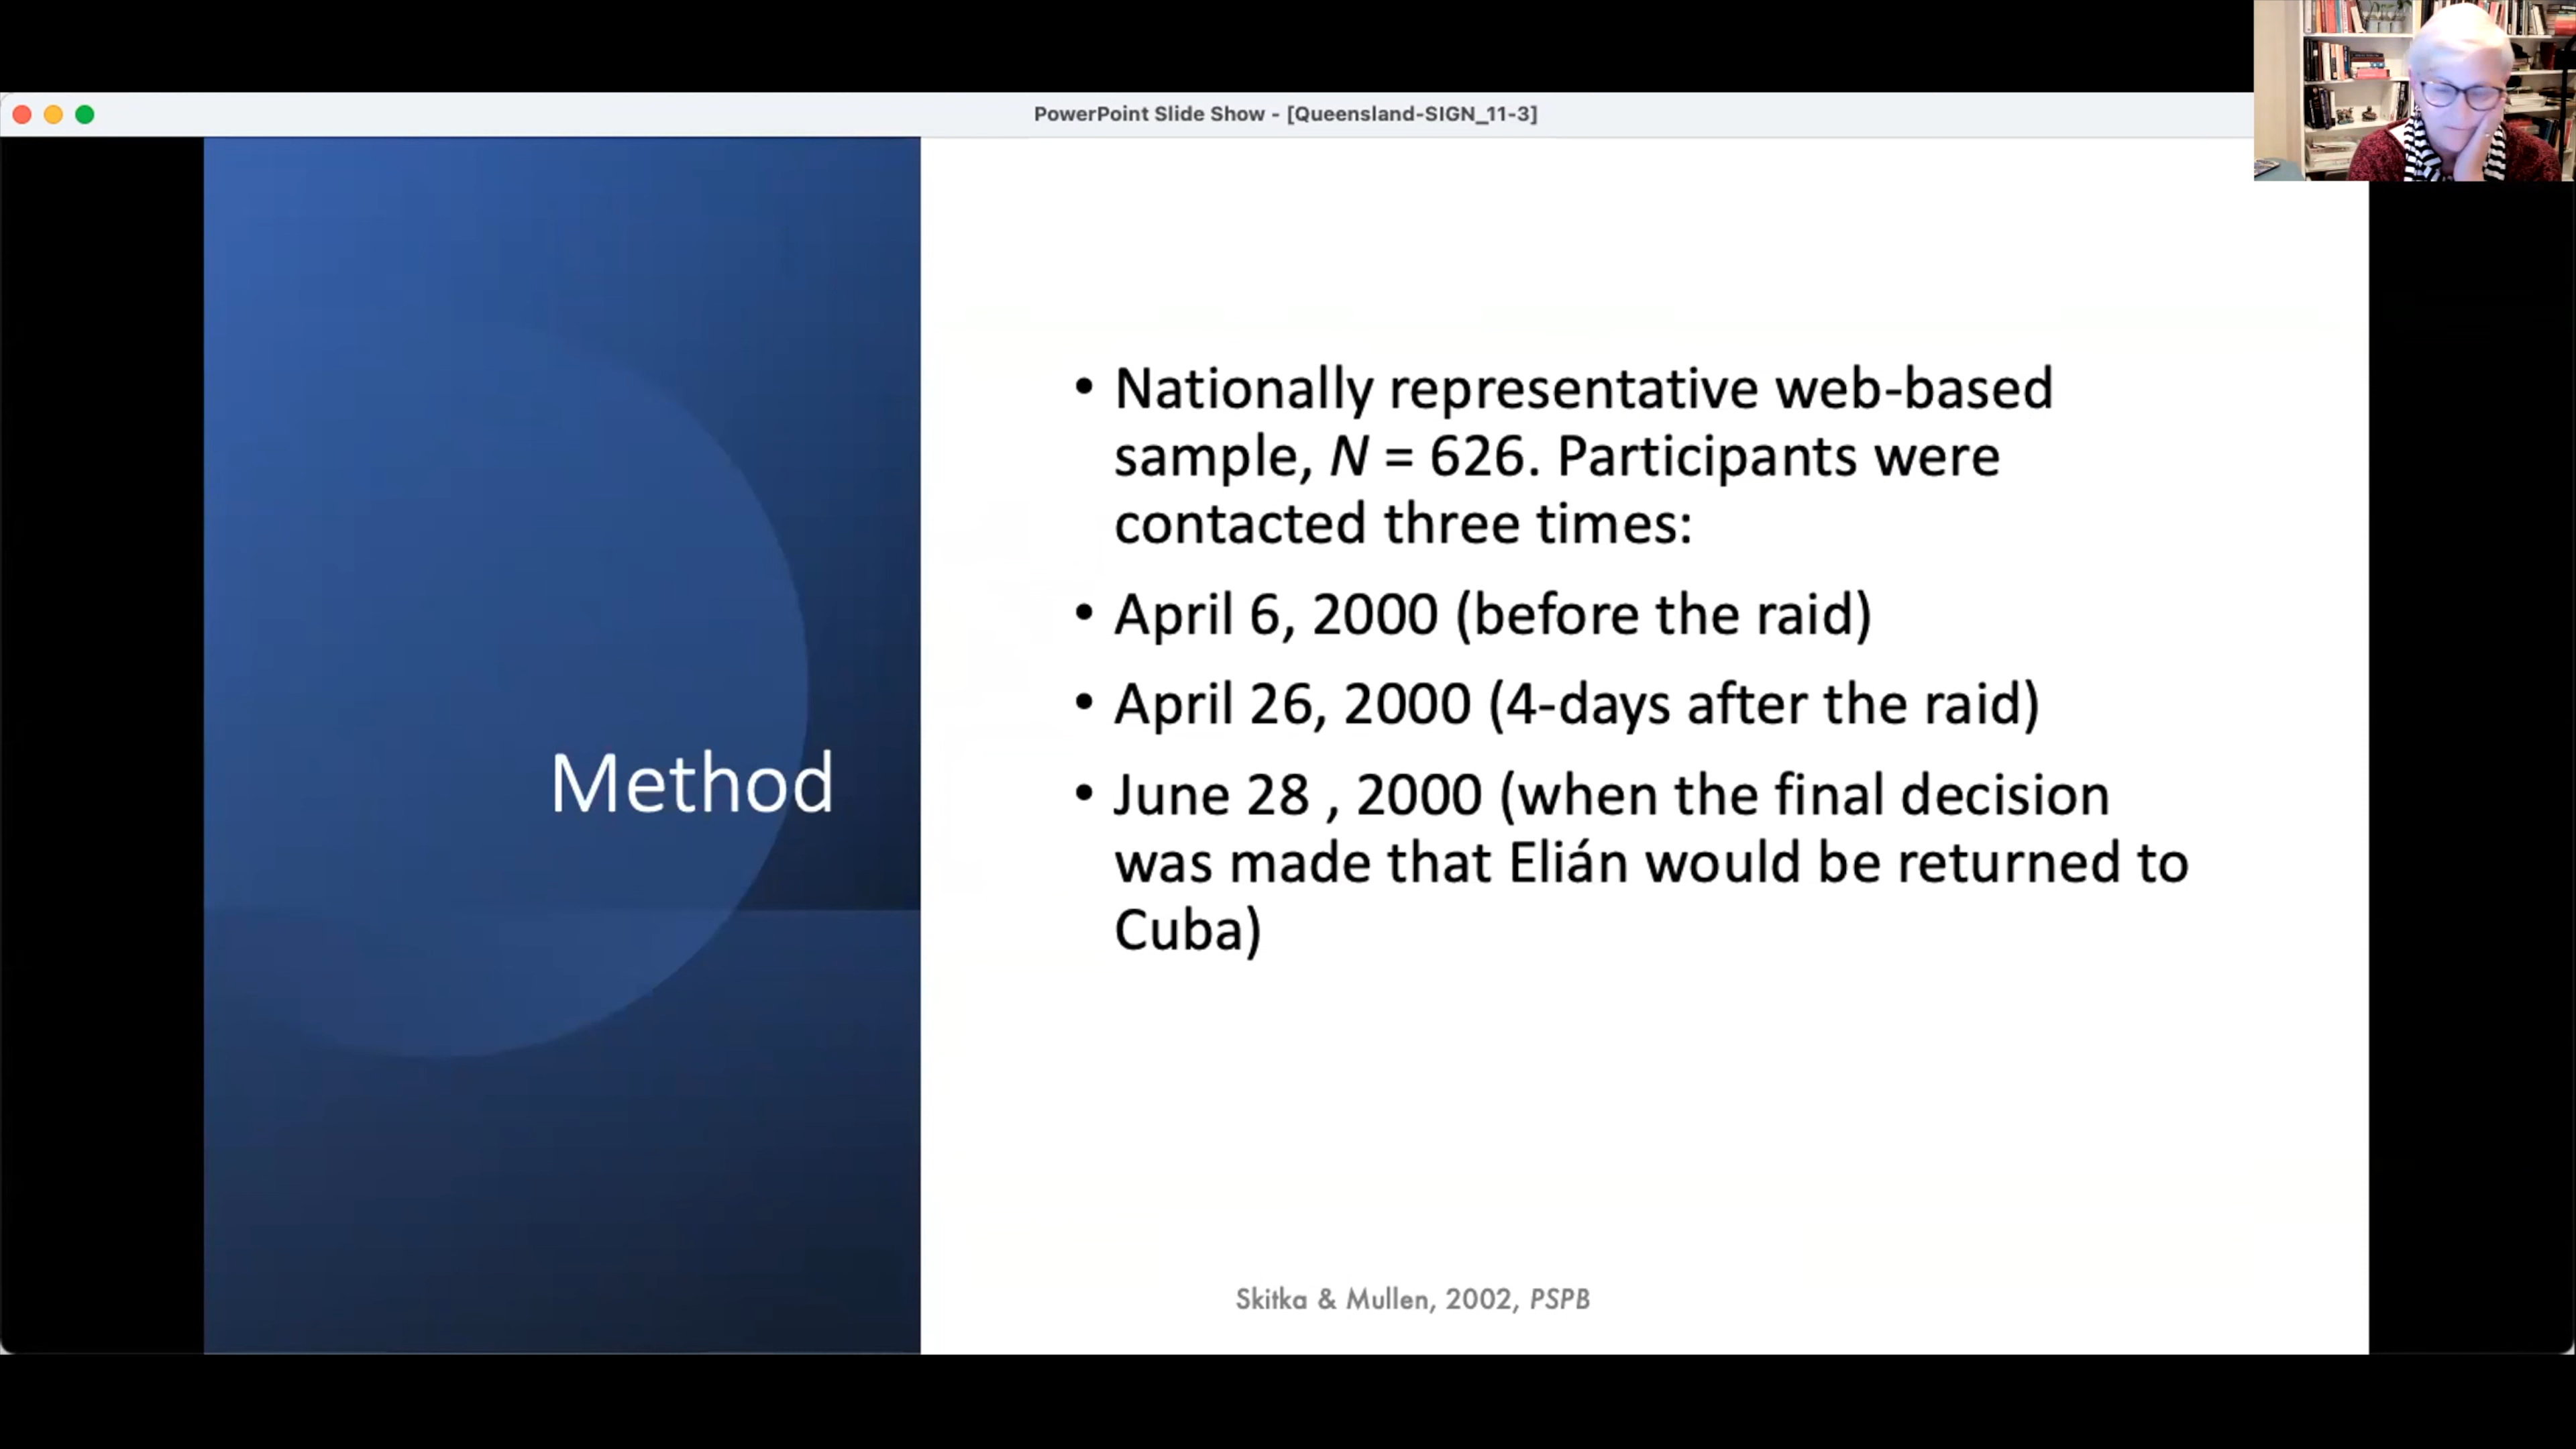 PowerPoint Slide Show - [Queensland-SIGN_11-3]
Method
• Nationally representative web-based
sample, N = 626. Participants were
contacted three times:
• April 6, 2000 (before the raid)
• April 26, 2000 (4-days after the raid)
• June 28 , 2000 (when the final decision
was made that Elián would be returned to
Cuba)
Skitka & Mullen, 2002, PSPB